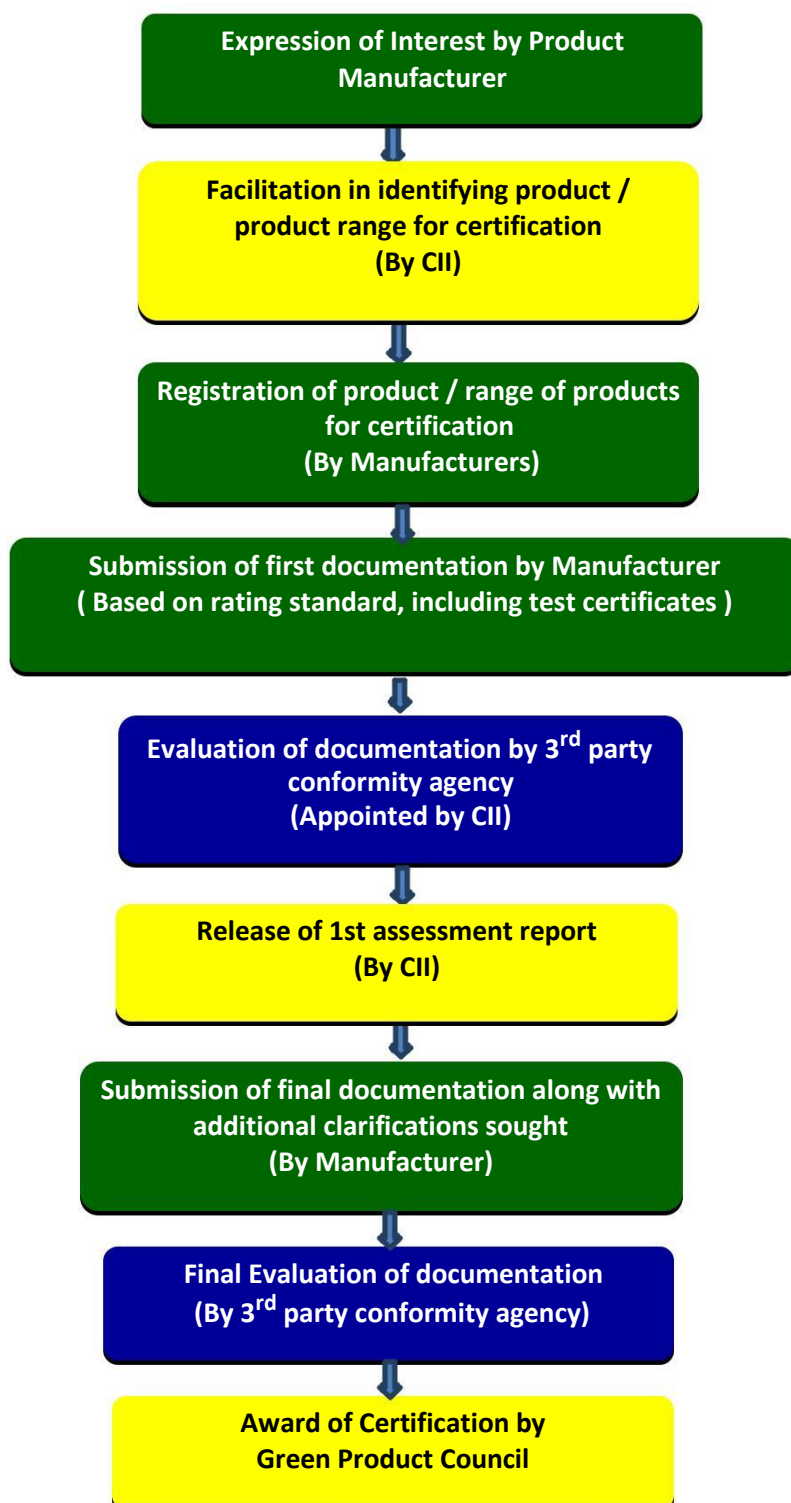 Expression of Interest by Product
Manufacturer
Facilitation in identifying product /
product range for certification
(By CII)
Registration of product / range of products
for certification
(By Manufacturers)
Submission of first documentation by Manufacturer
( Based on rating standard, including test certificates )
Evaluation of documentation by 3rd party
conformity agency
(Appointed by CII)
Release of 1st assessment report
(By CII)
Submission of final documentation along with
additional clarifications sought
(By Manufacturer)
Final Evaluation of documentation
(By 3rd party conformity agency)
Award of Certification by
Green Product Council